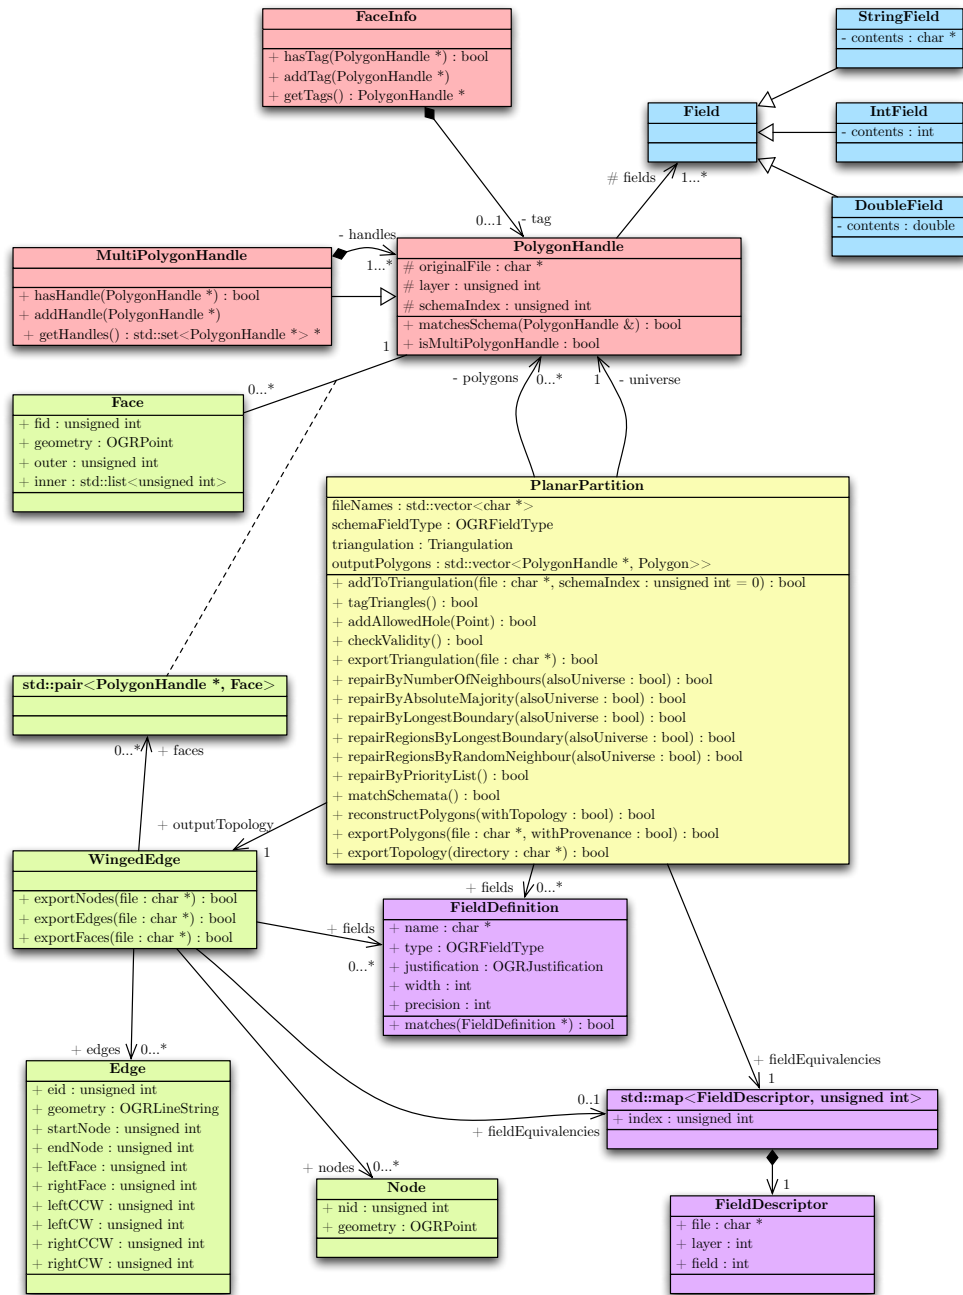 FaceInfo
+ hasTag(PolygonHandle *) : bool
+ addTag(PolygonHandle *)
+ getTags() : PolygonHandle *
StringField
- contents : char *
Field
IntField
- contents : int
DoubleField
- contents : double
# fields
1...*
0...1
- tag
- handles
1...*
MultiPolygonHandle
+ hasHandle(PolygonHandle *) : bool
+ addHandle(PolygonHandle *)
+ getHandles() : std::set<PolygonHandle *> *
PolygonHandle
# originalFile : char *
# layer : unsigned int
# schemaIndex : unsigned int
+ matchesSchema(PolygonHandle &) : bool
+ isMultiPolygonHandle : bool
1
0...*
- polygons
0...*
1
- universe
Face
+ fid : unsigned int
+ geometry : OGRPoint
+ outer : unsigned int
+ inner : std::list<unsigned int>
PlanarPartition
fileNames : std::vector<char *>
schemaFieldType : OGRFieldType
triangulation : Triangulation
outputPolygons : std::vector<PolygonHandle *, Polygon>>
+ addToTriangulation(file : char *, schemaIndex : unsigned int = 0) : bool
+ tagTriangles() : bool
+ addAllowedHole(Point) : bool
+ checkValidity() : bool
+ exportTriangulation(file : char *) : bool
+ repairByNumberOfNeighbours(alsoUniverse : bool) : bool
+ repairByAbsoluteMajority(alsoUniverse : bool) : bool
+ repairByLongestBoundary(alsoUniverse : bool) : bool
+ repairRegionsByLongestBoundary(alsoUniverse : bool) : bool
+ repairRegionsByRandomNeighbour(alsoUniverse : bool) : bool
+ repairByPriorityList() : bool
+ matchSchemata() : bool
+ reconstructPolygons(withTopology : bool) : bool
+ exportPolygons(file : char *, withProvenance : bool) : bool
+ exportTopology(directory : char *) : bool
std::pair<PolygonHandle *, Face>
0...*
+ faces
+ outputTopology
1
WingedEdge
+ exportNodes(file : char *) : bool
+ exportEdges(file : char *) : bool
+ exportFaces(file : char *) : bool
+ fields
0...*
+ fields
0...*
FieldDefinition
+ name : char *
+ type : OGRFieldType
+ justification : OGRJustification
+ width : int
+ precision : int
+ matches(FieldDefinition *) : bool
+ edges
0...*
Edge
+ eid : unsigned int
+ geometry : OGRLineString
+ startNode : unsigned int
+ endNode : unsigned int
+ leftFace : unsigned int
+ rightFace : unsigned int
+ leftCCW : unsigned int
+ leftCW : unsigned int
+ rightCCW : unsigned int
+ rightCW : unsigned int
+ nodes
0...*
Node
+ nid : unsigned int
+ geometry : OGRPoint
+ fieldEquivalencies
1
0...1
+ fieldEquivalencies
std::map<FieldDescriptor, unsigned int>
+ index : unsigned int
1
FieldDescriptor
+ file : char *
+ layer : int
+ field : int